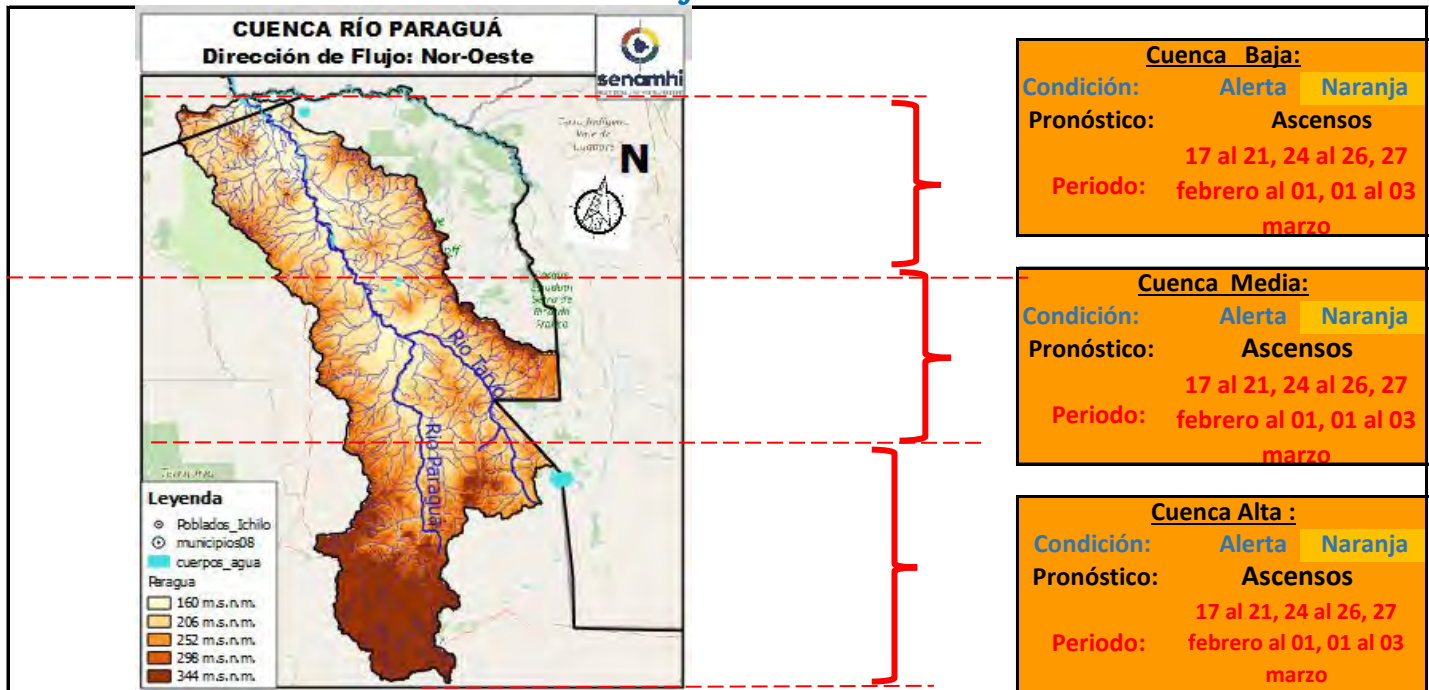 CUENCA RÍO PARAGUÁ
Dirección de Flujo: Nor-Oeste
senamhi
N
Río Tarvo
Río Paraguá
Leyenda
Poblados_Ichilo
municipios08
cuerpos_agua
Paragua
160 m.s.n.m.
206 m.s.n.m.
252 m.s.n.m.
298 m.s.n.m.
344 m.s.n.m.
Cuenca Baja:
Condición: Alerta Naranja
Pronóstico: Ascensos
17 al 21, 24 al 26, 27
Periodo: febrero al 01, 01 al 03
marzo
Cuenca Media:
Condición: Alerta Naranja
Pronóstico: Ascensos
17 al 21, 24 al 26, 27
Periodo: febrero al 01, 01 al 03
marzo
Cuenca Alta :
Condición: Alerta Naranja
Pronóstico: Ascensos
17 al 21, 24 al 26, 27
Periodo: febrero al 01, 01 al 03
marzo